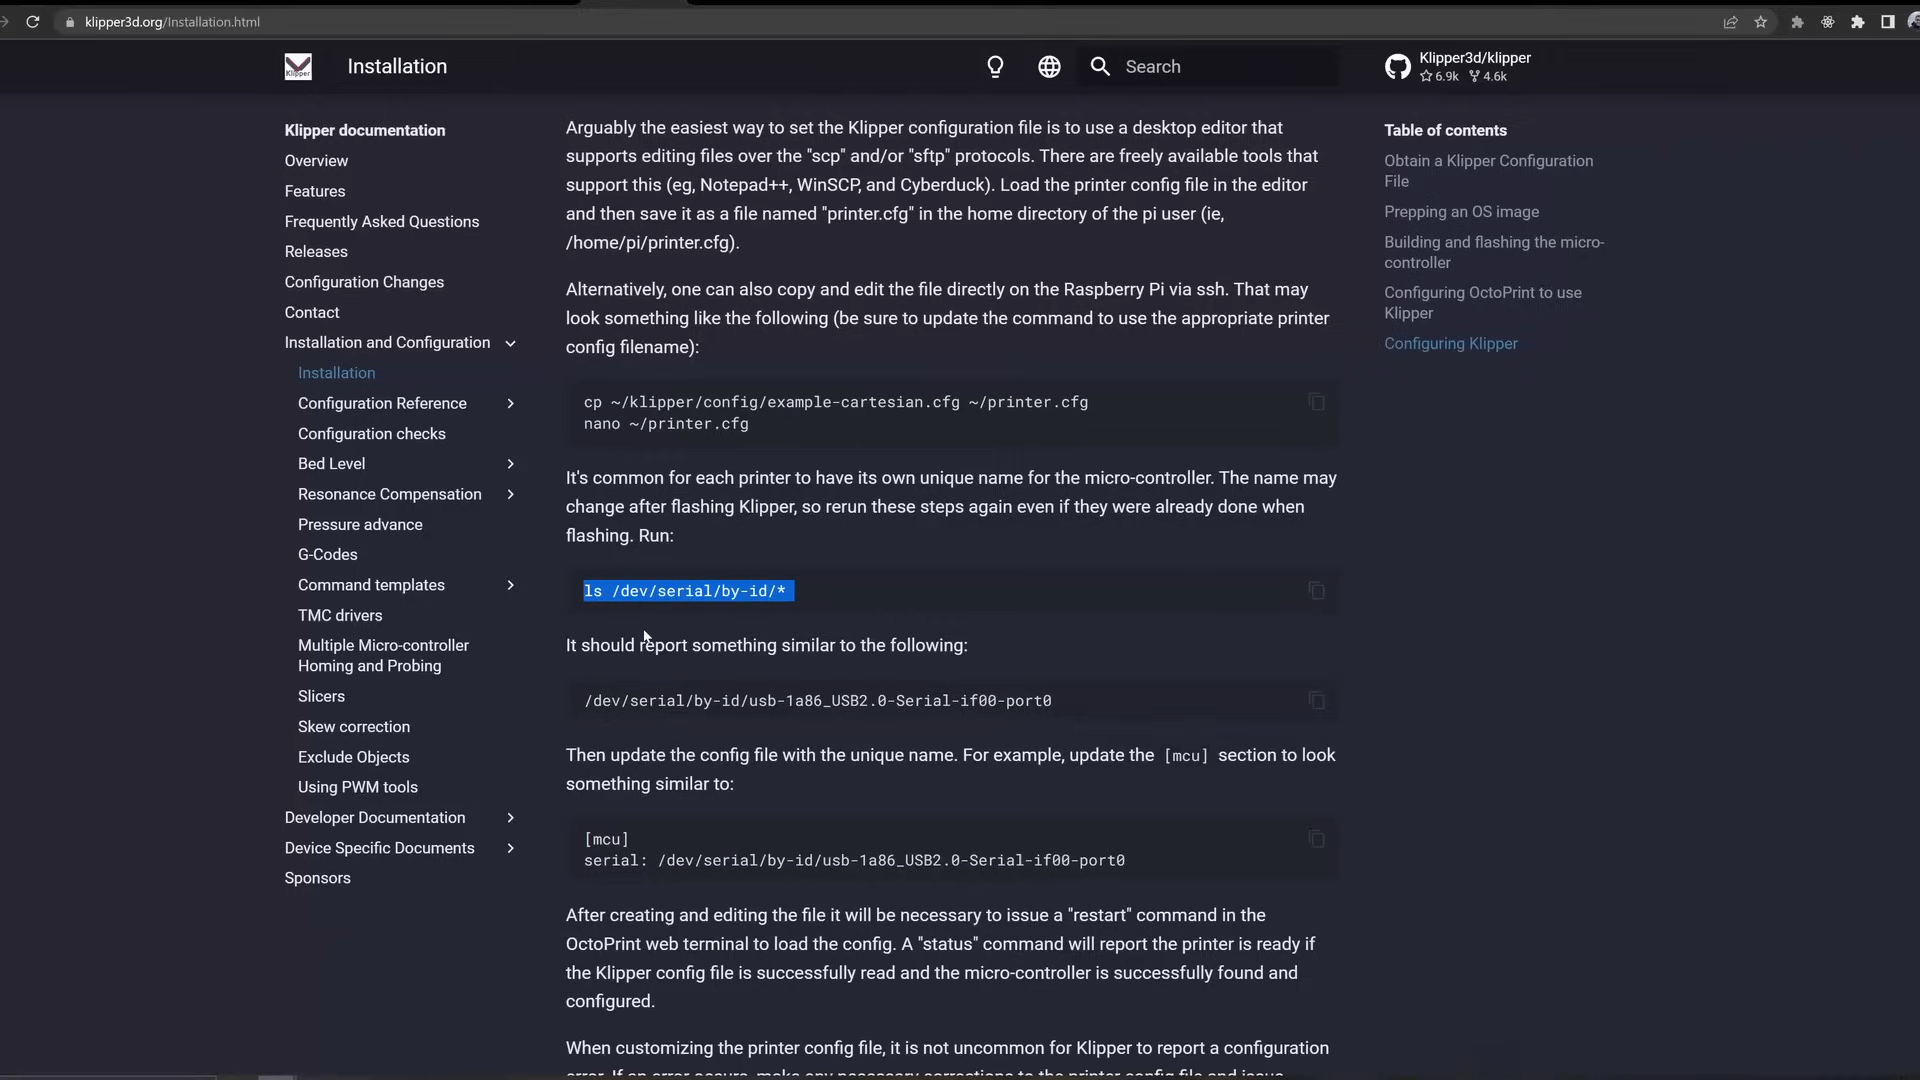 klipper3d.org/Installation.html
Klipper
Installation
Search
Klipper3d/klipper
6.9k 4.6k
Klipper documentation
Overview
Features
Frequently Asked Questions
Releases
Configuration Changes
Contact
Installation and Configuration
Installation
Configuration Reference
Configuration checks
Bed Level
Resonance Compensation
Pressure advance
G-Codes
Command templates
TMC drivers
Multiple Micro-controller
Homing and Probing
Slicers
Skew correction
Exclude Objects
Using PWM tools
Developer Documentation
Device Specific Documents
Sponsors
Arguably the easiest way to set the Klipper configuration file is to use a desktop editor that
supports editing files over the "scp" and/or "sftp" protocols. There are freely available tools that
support this (eg, Notepad++, WinSCP, and Cyberduck). Load the printer config file in the editor
and then save it as a file named "printer.cfg" in the home directory of the pi user (ie,
/home/pi/printer.cfg).
Alternatively, one can also copy and edit the file directly on the Raspberry Pi via ssh. That may
look something like the following (be sure to update the command to use the appropriate printer
config filename):
cp ~/klipper/config/example-cartesian.cfg ~/printer.cfg
nano ~/printer.cfg
It's common for each printer to have its own unique name for the micro-controller. The name may
change after flashing Klipper, so rerun these steps again even if they were already done when
flashing. Run:
ls /dev/serial/by-id/*
It should report something similar to the following:
/dev/serial/by-id/usb-1a86_USB2.0-Serial-if00-port0
Then update the config file with the unique name. For example, update the [mcu] section to look
something similar to:
[mcu]
serial: /dev/serial/by-id/usb-1a86_USB2.0-Serial-if00-port0
After creating and editing the file it will be necessary to issue a "restart" command in the
OctoPrint web terminal to load the config. A "status" command will report the printer is ready if
the Klipper config file is successfully read and the micro-controller is successfully found and
configured.
When customizing the printer config file, it is not uncommon for Klipper to report a configuration
error. If an error occurs, make any necessary corrections to the printer config file and issue
Table of contents
Obtain a Klipper Configuration
File
Prepping an OS image
Building and flashing the micro-
controller
Configuring OctoPrint to use
Klipper
Configuring Klipper